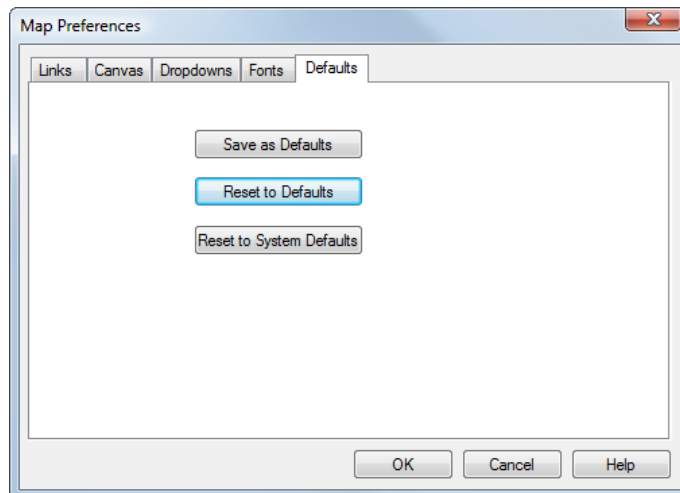 Map Preferences
Links Canvas Dropdowns Fonts Defaults
Save as Defaults
Reset to Defaults
Reset to System Defaults
OK Cancel Help